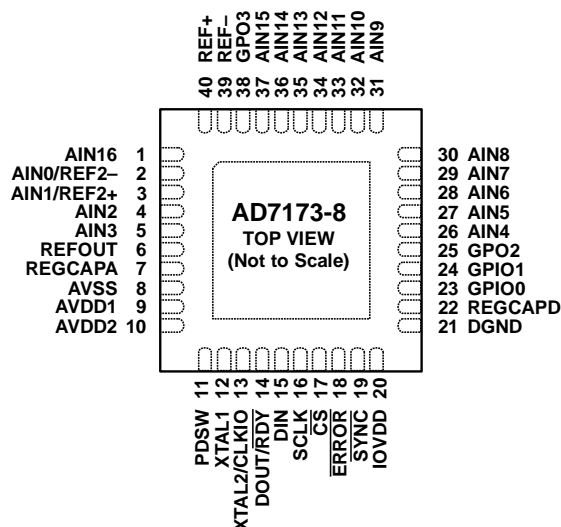 40 REF+
39 REF–
38 GPO3
37 AIN15
36 AIN14
35 AIN13
34 AIN12
33 AIN11
32 AIN10
31 AIN9
AIN16 1
AIN0/REF2– 2
AIN1/REF2+ 3
AIN2 4
AIN3 5
REFOUT 6
REGCAPA 7
AVSS 8
AVDD1 9
AVDD2 10
AD7173-8
TOP VIEW
(Not to Scale)
30 AIN8
29 AIN7
28 AIN6
27 AIN5
26 AIN4
25 GPO2
24 GPIO1
23 GPIO0
22 REGCAPD
21 DGND
PDSW 11
XTAL1 12
XTAL2/CLKIO 13
DOUT/RDY 14
DIN 15
SCLK 16
CS 17
ERROR 18
SYNC 19
IOVDD 20